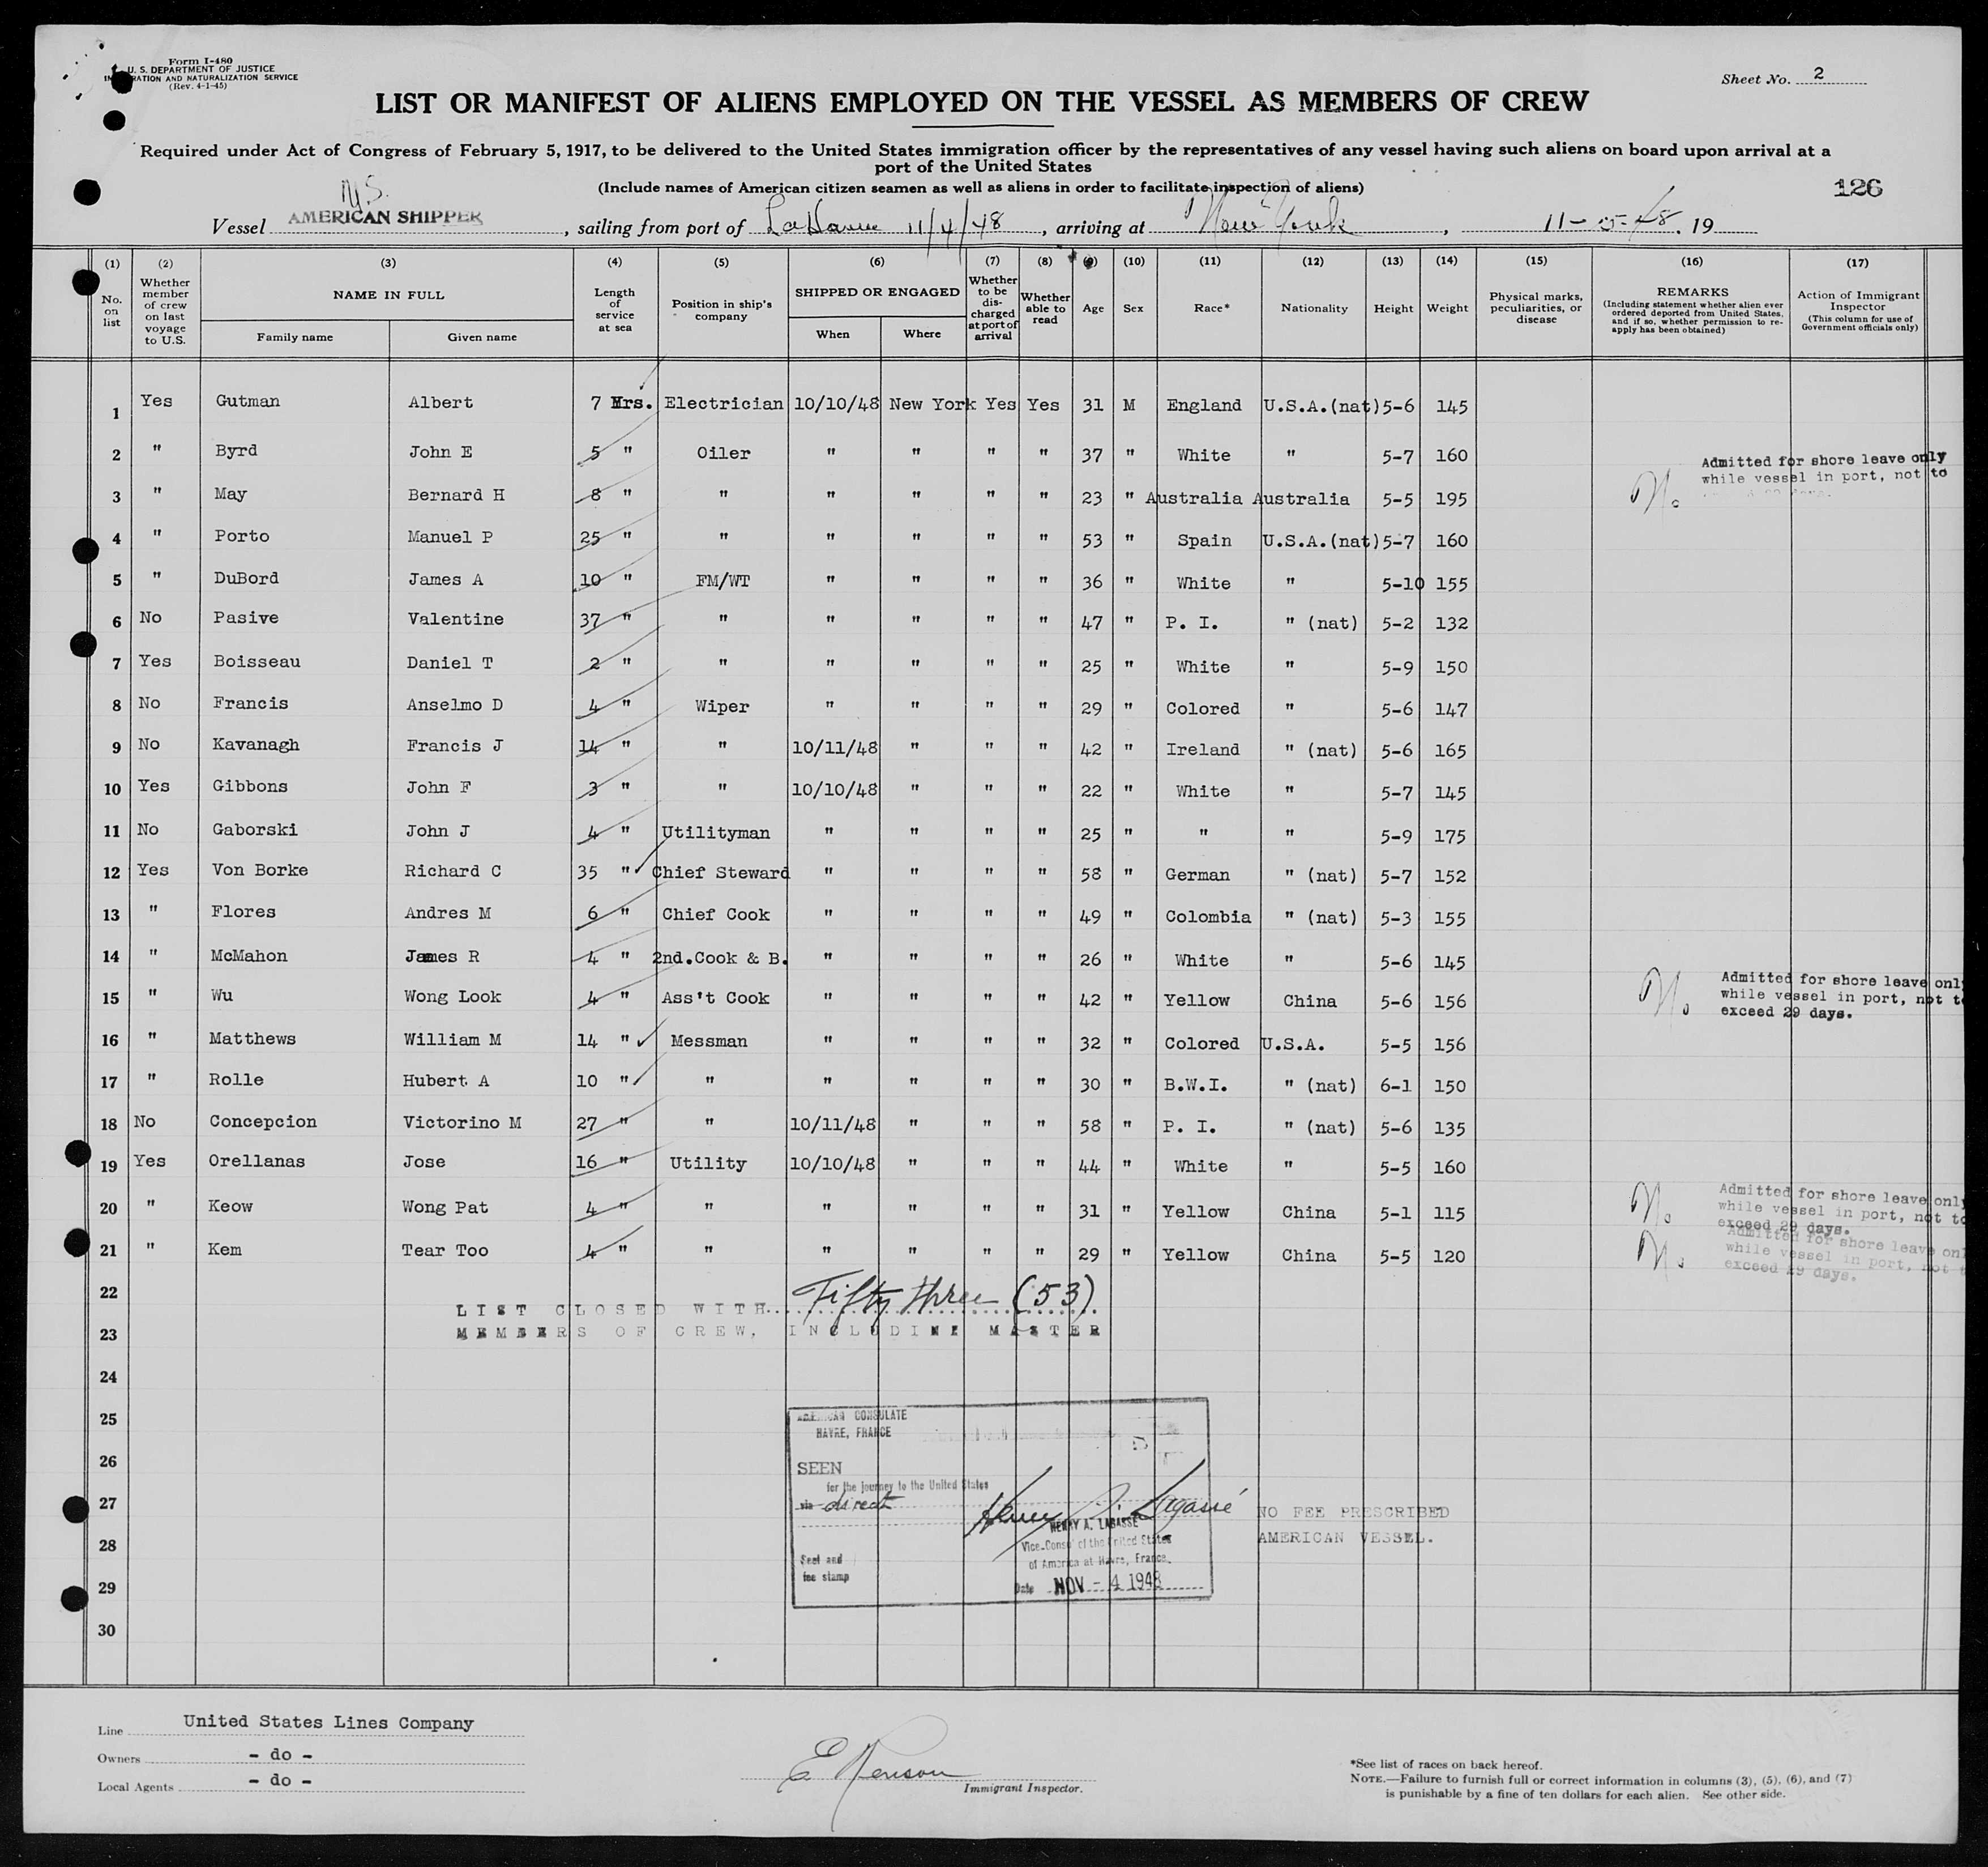 Form I-480
U. S. DEPARTMENT OF JUSTICE
IMMIGRATION AND NATURALIZATION SERVICE
(Rev. 4-1-45)
Sheet No. 2
LIST OR MANIFEST OF ALIENS EMPLOYED ON THE VESSEL AS MEMBERS OF CREW
Required under Act of Congress of February 5, 1917, to be delivered to the United States immigration officer by the representatives of any vessel having such aliens on board upon arrival at a
port of the United States
(Include names of American citizen seamen as well as aliens in order to facilitate inspection of aliens)
126
Vessel AMERICAN SHIPPER, sailing from port of LeHavre 11/4/48, arriving at New York, 11-5-48, 19
(1) (2) (3) (4) (5) (6) (7) (8) (9) (10) (11) (12) (13) (14) (15) (16) (17)
No. on list
Whether member of crew on last voyage to U.S.
NAME IN FULL
Family name Given name
Length of service at sea
Position in ship's company
SHIPPED OR ENGAGED
When Where
Whether to be discharged at port of arrival
Whether able to read
Age Sex Race* Nationality Height Weight
Physical marks, peculiarities, or disease
REMARKS
(Including statement whether alien ever ordered deported from United States, and if so, whether permission to reapply has been obtained)
Action of Immigrant Inspector
(This column for use of Government officials only)
1 Yes Gutman Albert 7 Yrs. Electrician 10/10/48 New York Yes Yes 31 M England U.S.A.(nat) 5-6 145
2 " Byrd John E 5 " Oiler " " " " 37 " White " 5-7 160
3 " May Bernard H 8 " " " " " " 23 " Australia Australia 5-5 195 No Admitted for shore leave only
while vessel in port, not to
4 " Porto Manuel P 25 " " " " " " 53 " Spain U.S.A.(nat) 5-7 160
5 " DuBord James A 10 " FM/WT " " " " 36 " White " 5-10 155
6 No Pasive Valentine 37 " " " " " " 47 " P. I. " (nat) 5-2 132
7 Yes Boisseau Daniel T 2 " " " " " " 25 " White " 5-9 150
8 No Francis Anselmo D 4 " Wiper " " " " 29 " Colored " 5-6 147
9 No Kavanagh Francis J 14 " " 10/11/48 " " " 42 " Ireland " (nat) 5-6 165
10 Yes Gibbons John F 3 " " 10/10/48 " " " 22 " White " 5-7 145
11 No Gaborski John J 4 " Utilityman " " " " 25 " " " 5-9 175
12 Yes Von Borke Richard C 35 " Chief Steward " " " " 58 " German " (nat) 5-7 152
13 " Flores Andres M 6 " Chief Cook " " " " 49 " Colombia " (nat) 5-3 155
14 " McMahon James R 4 " 2nd.Cook & B. " " " " 26 " White " 5-6 145
15 " Wu Wong Look 4 " Ass't Cook " " " " 42 " Yellow China 5-6 156 No Admitted for shore leave only
while vessel in port, not to
exceed 29 days.
16 " Matthews William M 14 " Messman " " " " 32 " Colored U.S.A. 5-5 156
17 " Rolle Hubert A 10 " " " " " " 30 " B.W.I. " (nat) 6-1 150
18 No Concepcion Victorino M 27 " " 10/11/48 " " " 58 " P. I. " (nat) 5-6 135
19 Yes Orellanas Jose 16 " Utility 10/10/48 " " " 44 " White " 5-5 160
20 " Keow Wong Pat 4 " " " " " " 31 " Yellow China 5-1 115 No Admitted for shore leave only
while vessel in port, not to
exceed 29 days.
21 " Kem Tear Too 4 " " " " " " 29 " Yellow China 5-5 120 No Admitted for shore leave only
while vessel in port, not to
exceed 29 days.
22
LIST CLOSED WITH Fifty three (53)
23 MEMBERS OF CREW, INCLUDING MASTER
24
25
26
27
28
29
30
AMERICAN CONSULATE
HAVRE, FRANCE
SEEN
for the journey to the United States
via direct
Henry A. Lagassé
HENRY A. LAGASSE
Vice-Consul of the United States
of America at Havre, France.
Seal and
fee stamp
Date NOV - 4 1948
NO FEE PRESCRIBED
AMERICAN VESSEL.
Line United States Lines Company
Owners - do -
Local Agents - do -
Immigrant Inspector.
*See list of races on back hereof.
NOTE.—Failure to furnish full or correct information in columns (3), (5), (6), and (7)
is punishable by a fine of ten dollars for each alien. See other side.